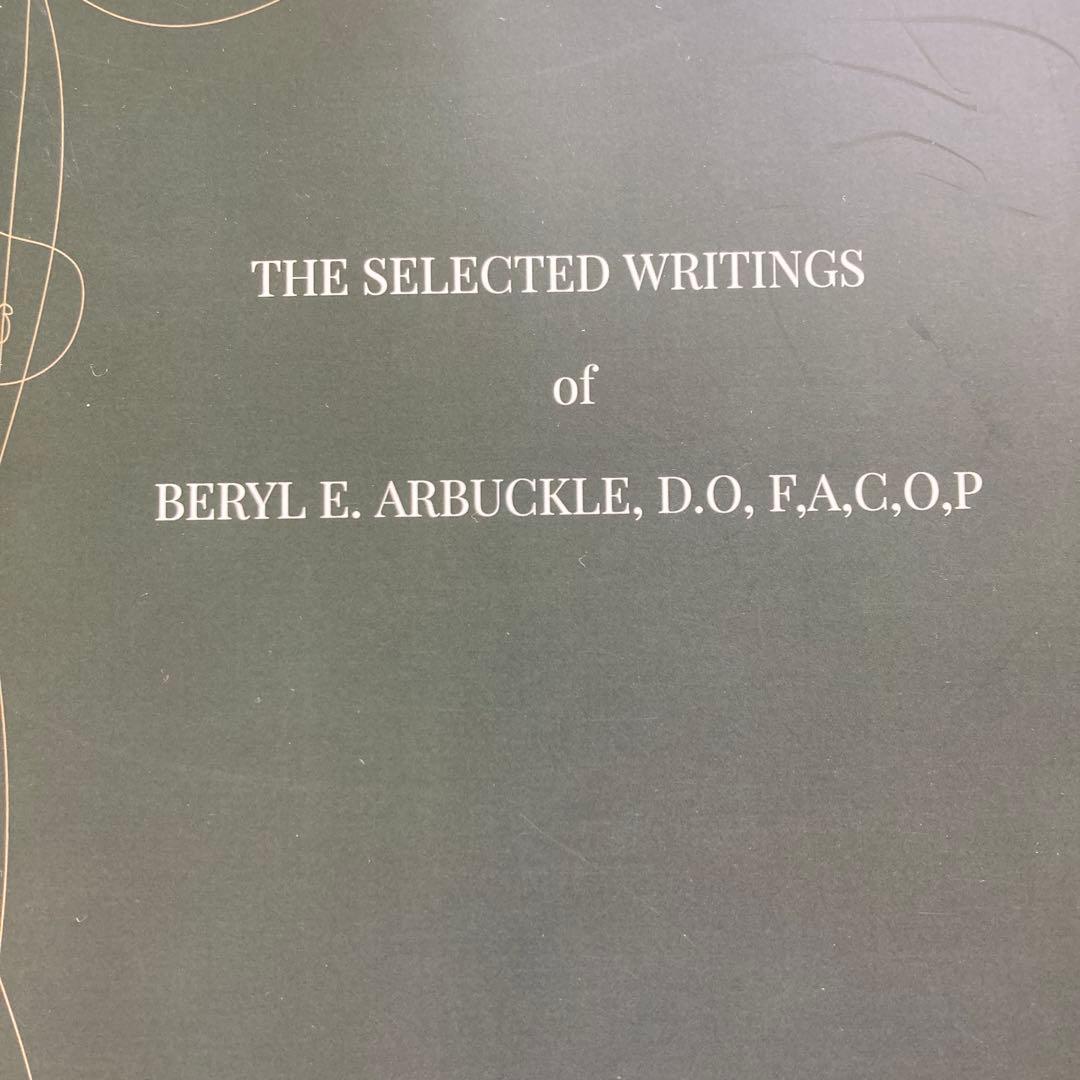 THE SELECTED WRITINGS
of
BERYL E. ARBUCKLE, D.O, F,A,C,O,P